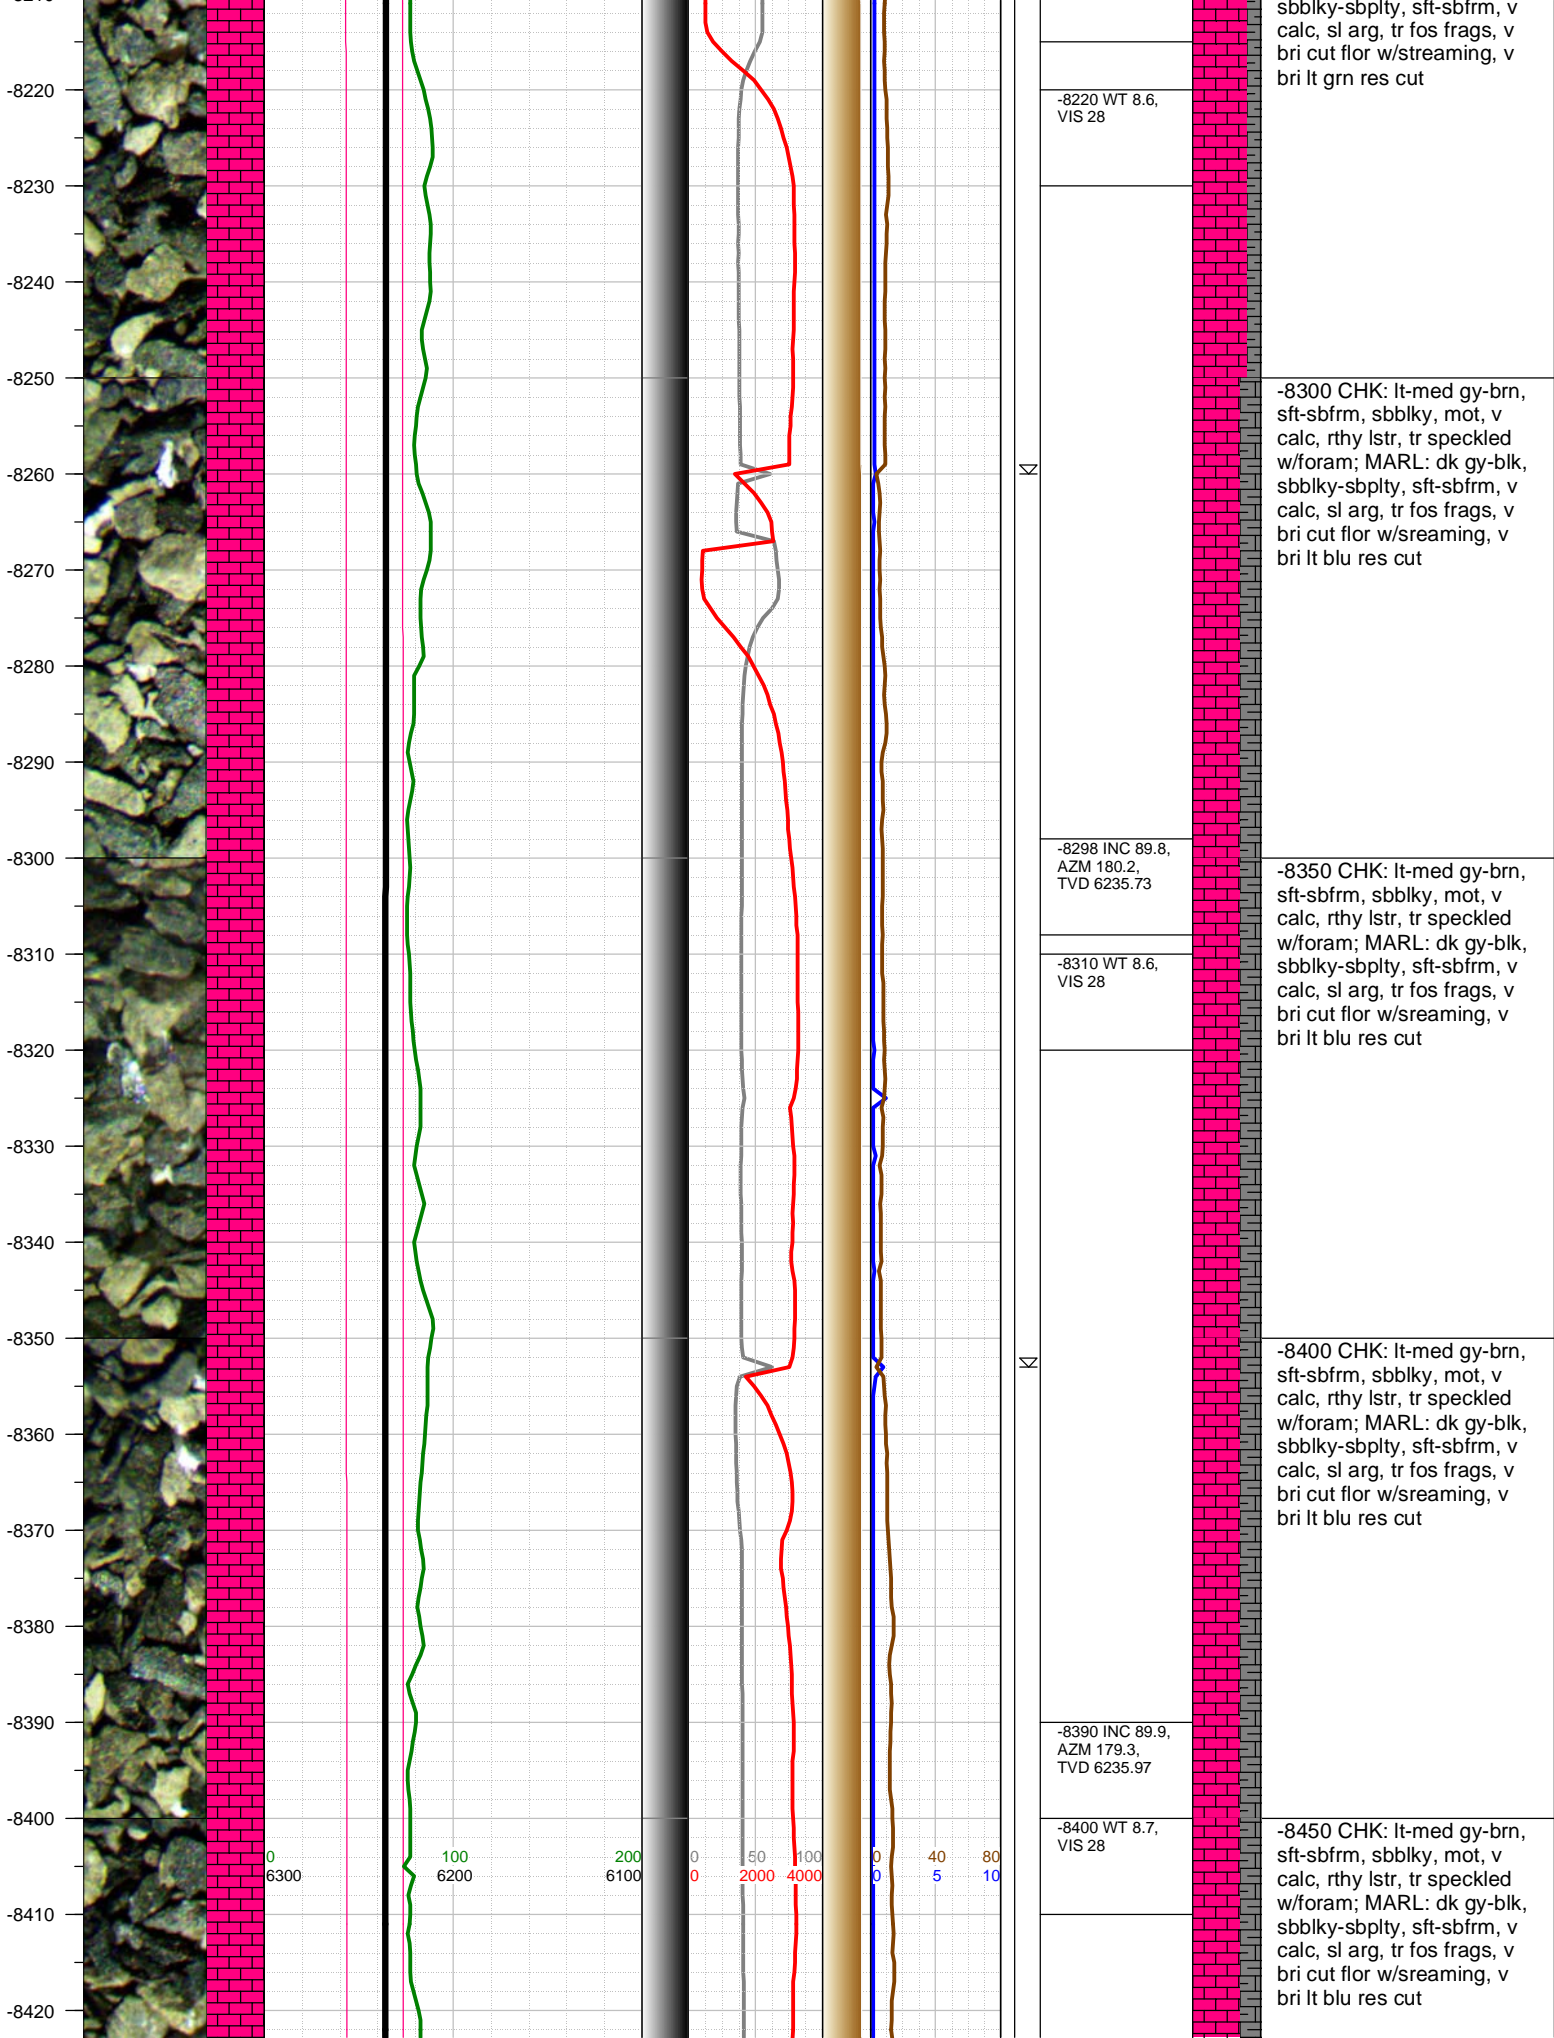 sbblky-sbplty, sft-sbfrm, v
calc, sl arg, tr fos frags, v
bri cut flor w/streaming, v
bri lt grn res cut
-8220
-8220 WT 8.6,
VIS 28
-8230
-8240
-8250
-8300 CHK: lt-med gy-brn,
sft-sbfrm, sbblky, mot, v
calc, rthy lstr, tr speckled
w/foram; MARL: dk gy-blk,
sbblky-sbplty, sft-sbfrm, v
calc, sl arg, tr fos frags, v
bri cut flor w/sreaming, v
bri lt blu res cut
-8260
-8270
-8280
-8290
-8298 INC 89.8,
AZM 180.2,
TVD 6235.73
-8300
-8350 CHK: lt-med gy-brn,
sft-sbfrm, sbblky, mot, v
calc, rthy lstr, tr speckled
w/foram; MARL: dk gy-blk,
sbblky-sbplty, sft-sbfrm, v
calc, sl arg, tr fos frags, v
bri cut flor w/sreaming, v
bri lt blu res cut
-8310
-8310 WT 8.6,
VIS 28
-8320
-8330
-8340
-8350
-8400 CHK: lt-med gy-brn,
sft-sbfrm, sbblky, mot, v
calc, rthy lstr, tr speckled
w/foram; MARL: dk gy-blk,
sbblky-sbplty, sft-sbfrm, v
calc, sl arg, tr fos frags, v
bri cut flor w/sreaming, v
bri lt blu res cut
-8360
-8370
-8380
-8390
-8390 INC 89.9,
AZM 179.3,
TVD 6235.97
-8400
-8400 WT 8.7,
VIS 28
-8450 CHK: lt-med gy-brn,
sft-sbfrm, sbblky, mot, v
calc, rthy lstr, tr speckled
w/foram; MARL: dk gy-blk,
sbblky-sbplty, sft-sbfrm, v
calc, sl arg, tr fos frags, v
bri cut flor w/sreaming, v
bri lt blu res cut
0 100 200 0 50 100 0 40 80
6300 6200 6100 0 2000 4000 0 5 10
-8410
-8420